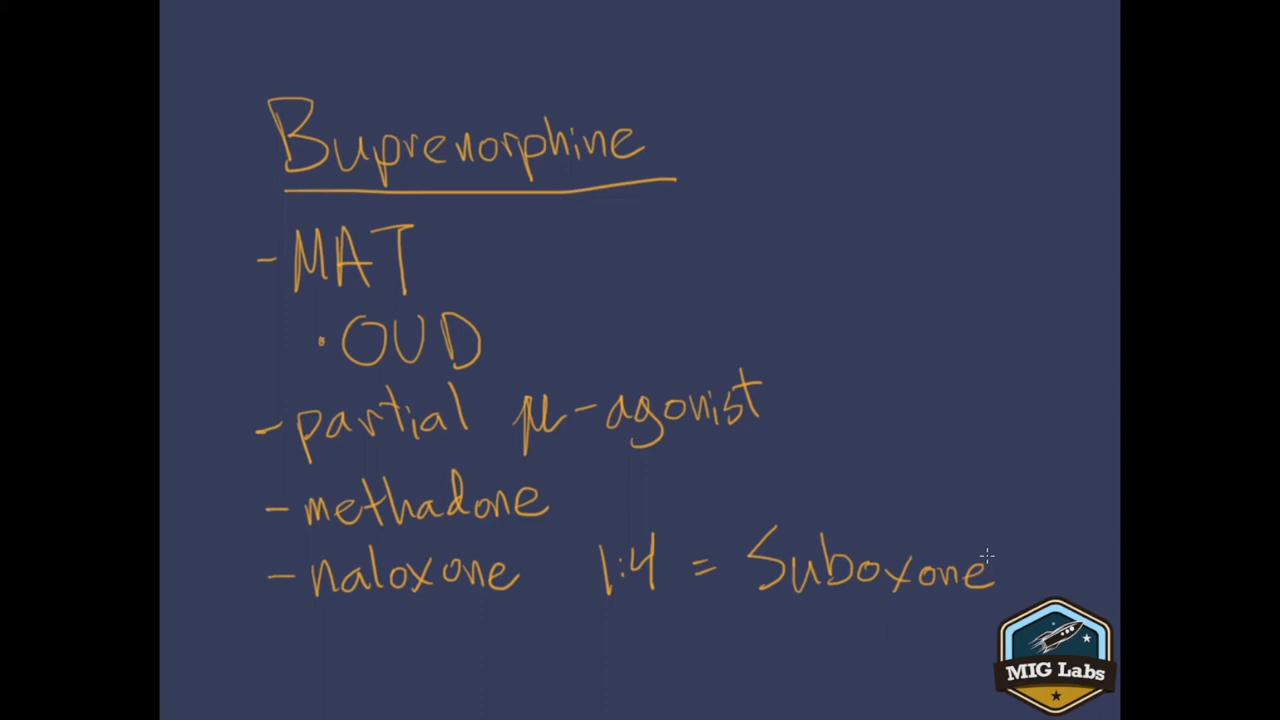 Buprenorphine
- MAT
• OUD
- partial μ-agonist
- methadone
- naloxone 1:4 = Suboxone
MIG Labs